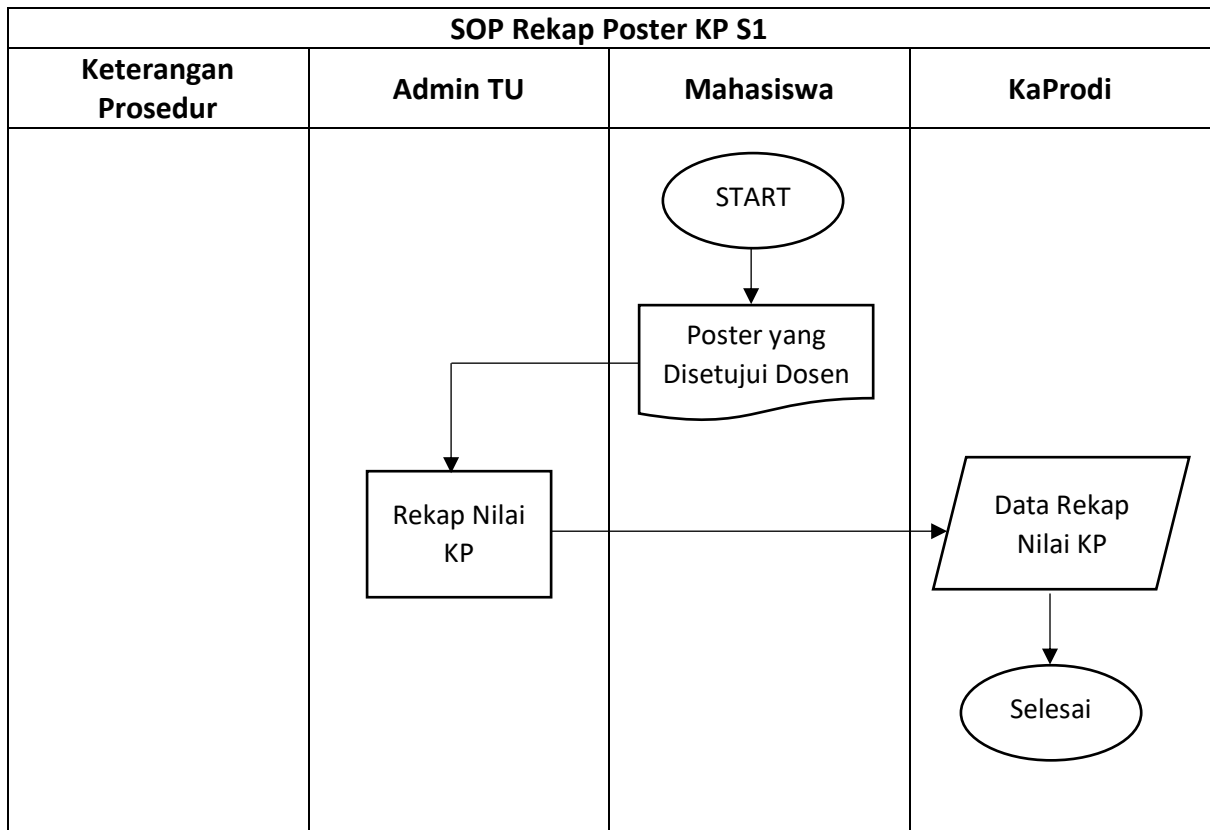 SOP Rekap Poster KP S1
Keterangan
Prosedur
Admin TU
Mahasiswa
KaProdi
START
Poster yang
Disetujui Dosen
Rekap Nilai
KP
Data Rekap
Nilai KP
Selesai